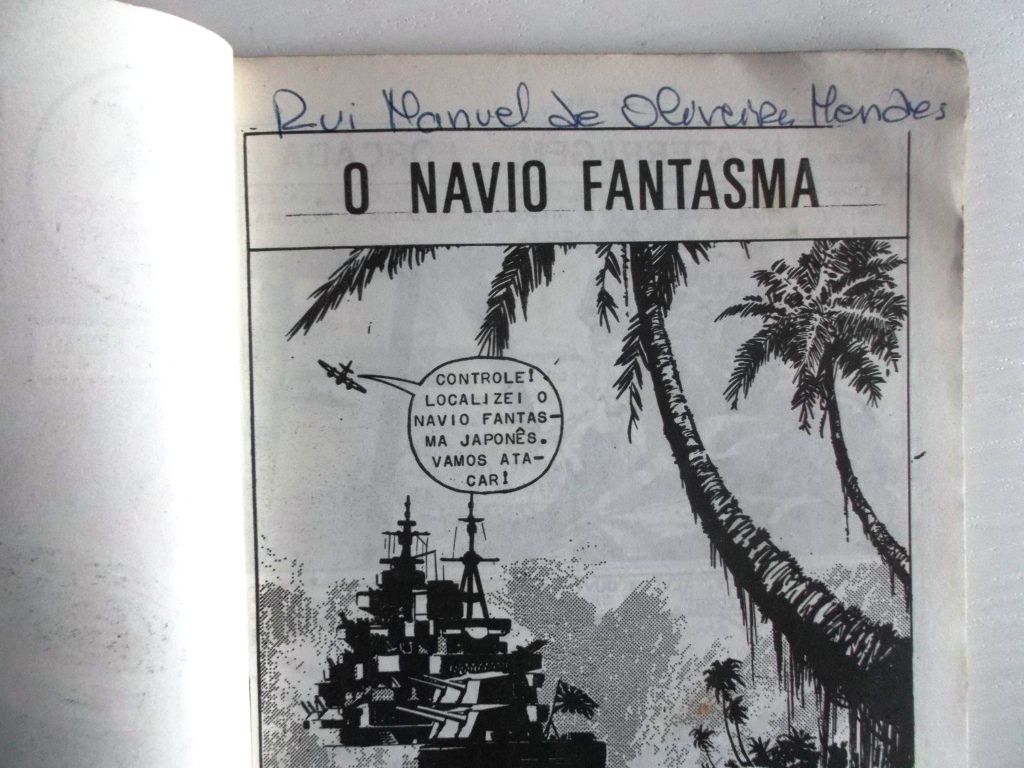 Rui Manuel de Oliveira Mendes
O NAVIO FANTASMA
CONTROLE!
LOCALIZEI O
NAVIO FANTAS-
MA JAPONÊS.
VAMOS ATA-
CAR!